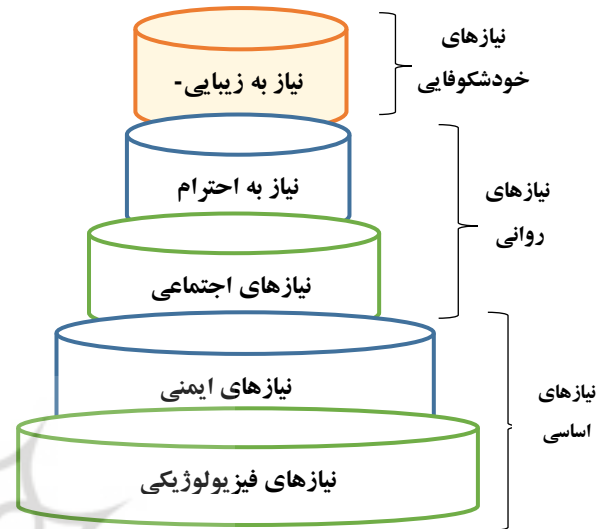 نیازهای
خودشکوفایی
نیاز به زیبایی-
نیاز به احترام
نیازهای
روانی
نیازهای اجتماعی
نیازهای ایمنی
نیازهای
اساسی
نیازهای فیزیولوژیکی